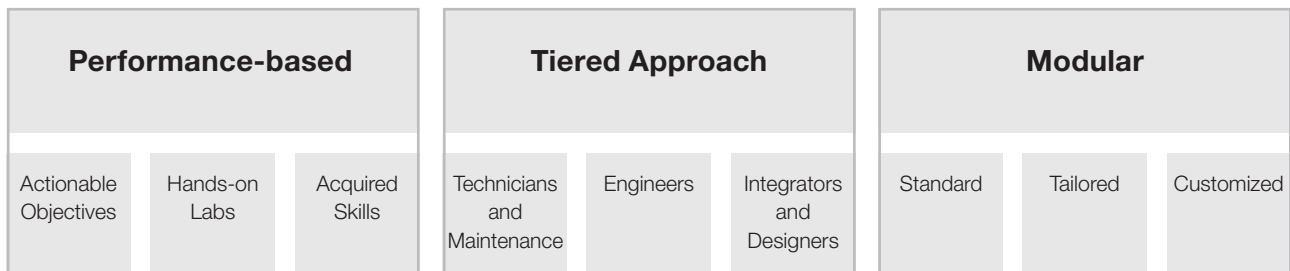 Performance-based
Actionable
Objectives
Hands-on
Labs
Acquired
Skills
Tiered Approach
Technicians
and
Maintenance
Engineers
Integrators
and
Designers
Modular
Standard
Tailored
Customized